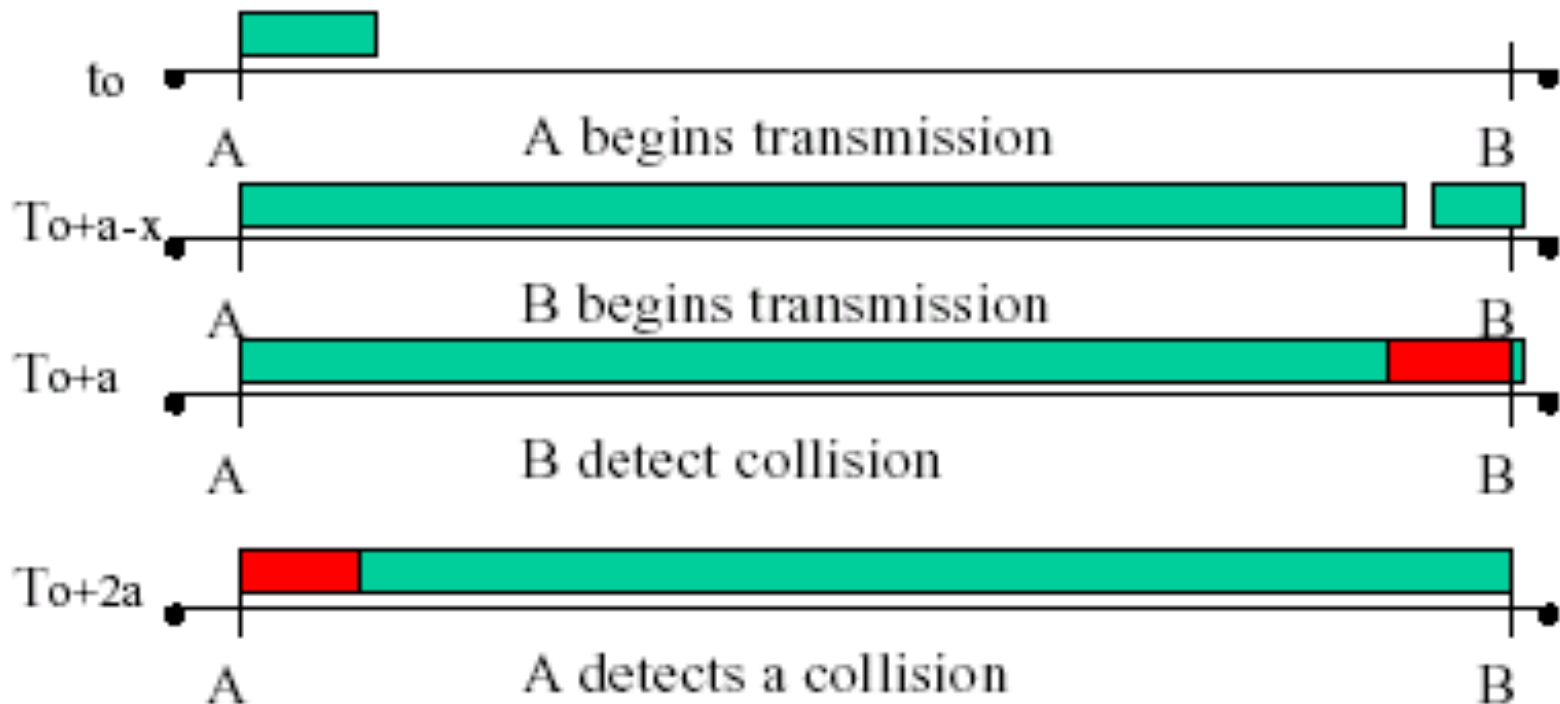 to
A A begins transmission B
To+a-x
A B begins transmission B
To+a
A B detect collision B
To+2a
A A detects a collision B